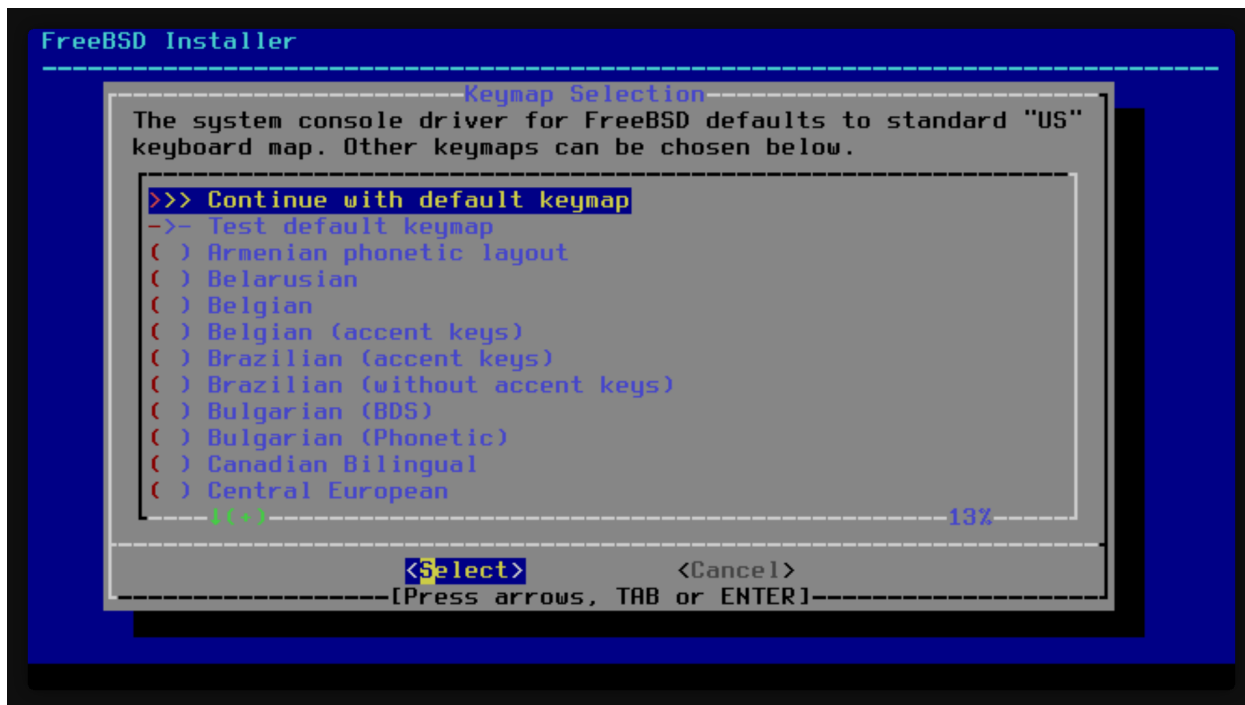 FreeBSD Installer
Keymap Selection
The system console driver for FreeBSD defaults to standard "US"
keyboard map. Other keymaps can be chosen below.
>>> Continue with default keymap
->- Test default keymap
( ) Armenian phonetic layout
( ) Belarusian
( ) Belgian
( ) Belgian (accent keys)
( ) Brazilian (accent keys)
( ) Brazilian (without accent keys)
( ) Bulgarian (BDS)
( ) Bulgarian (Phonetic)
( ) Canadian Bilingual
( ) Central European
↓(+) 13%
<Select> <Cancel>
[Press arrows, TAB or ENTER]